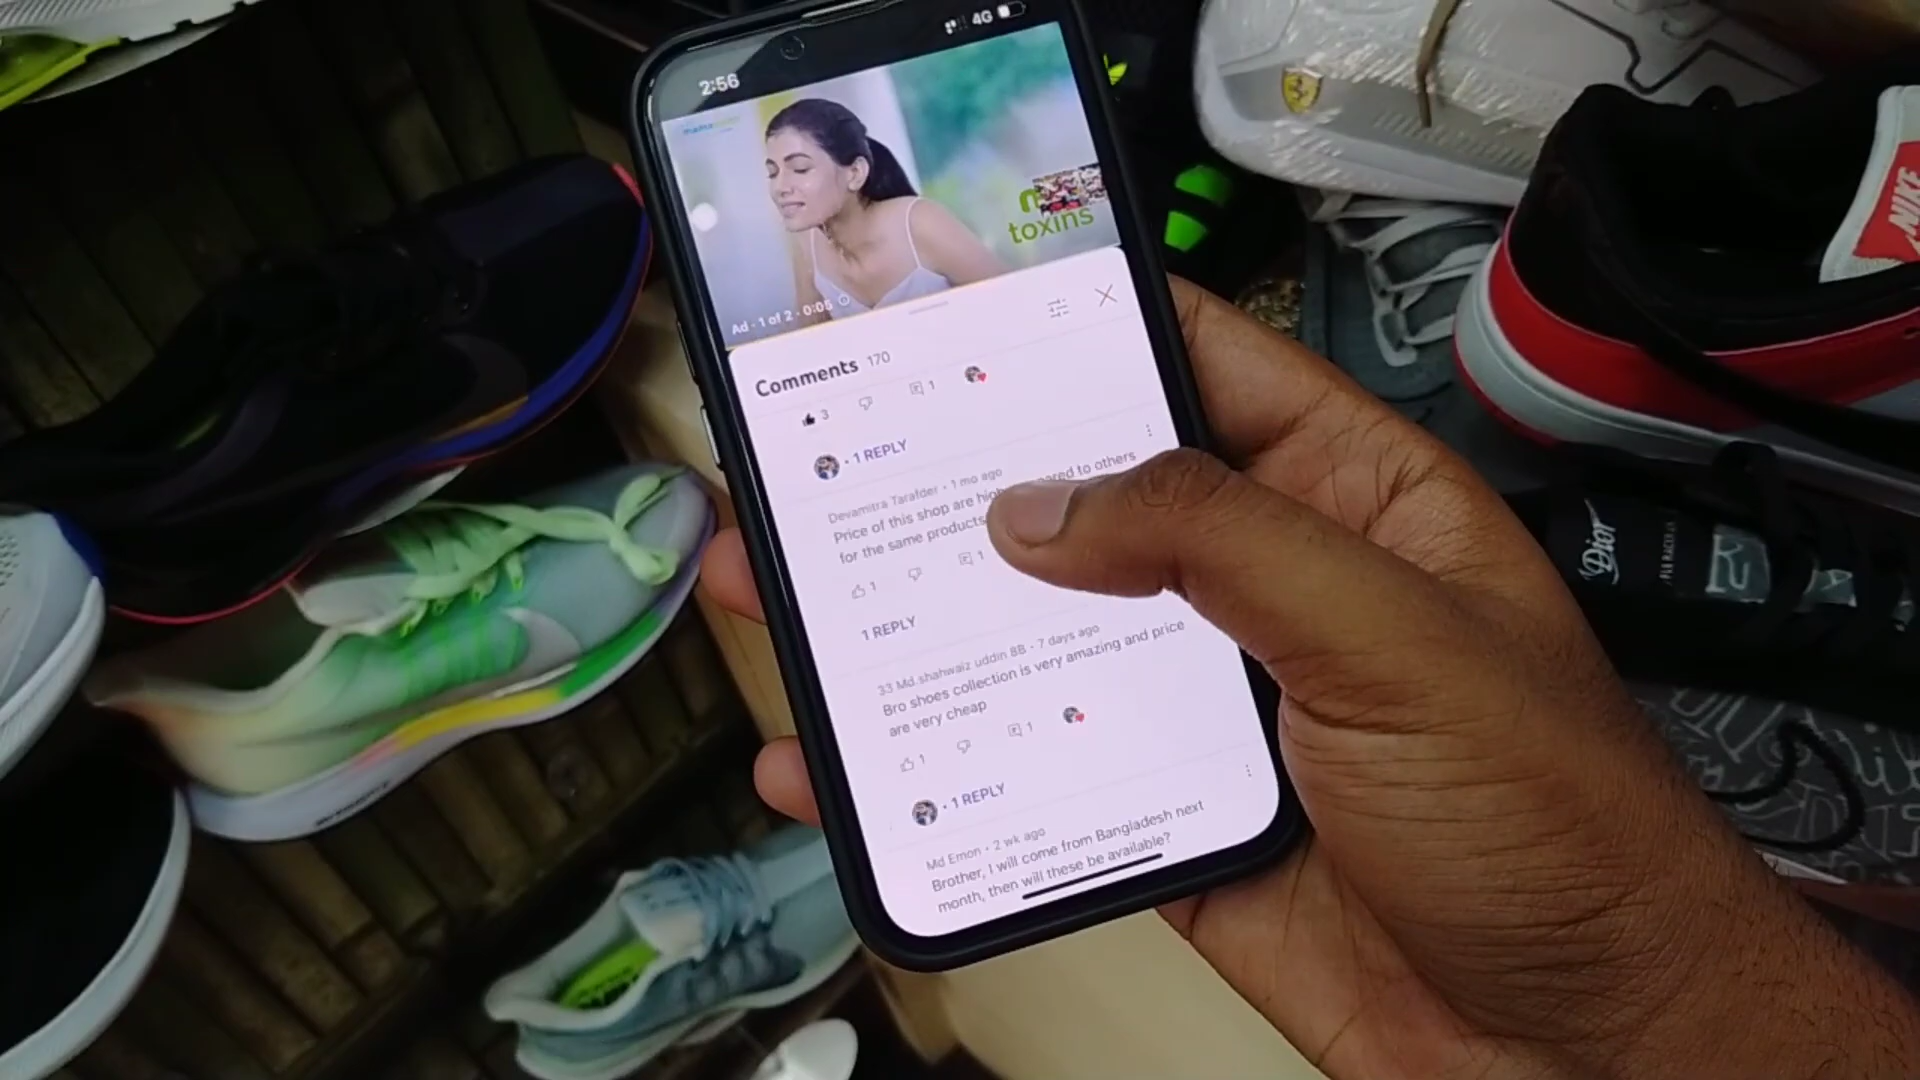 2:56
4G
toxins
Ad · 1 of 2 · 0:05
Comments 170
3
1
· 1 REPLY
Devamitra Tarafder · 1 mo ago
Price of this shop are to others
for the same products
1
1
1 REPLY
33 Md.shahwaiz uddin 8B · 7 days ago
Bro shoes collection is very amazing and price
are very cheap
1
1
· 1 REPLY
Md Emon · 2 wk ago
Brother, I will come from Bangladesh next
month, then will these be available?
NIKE
Dior